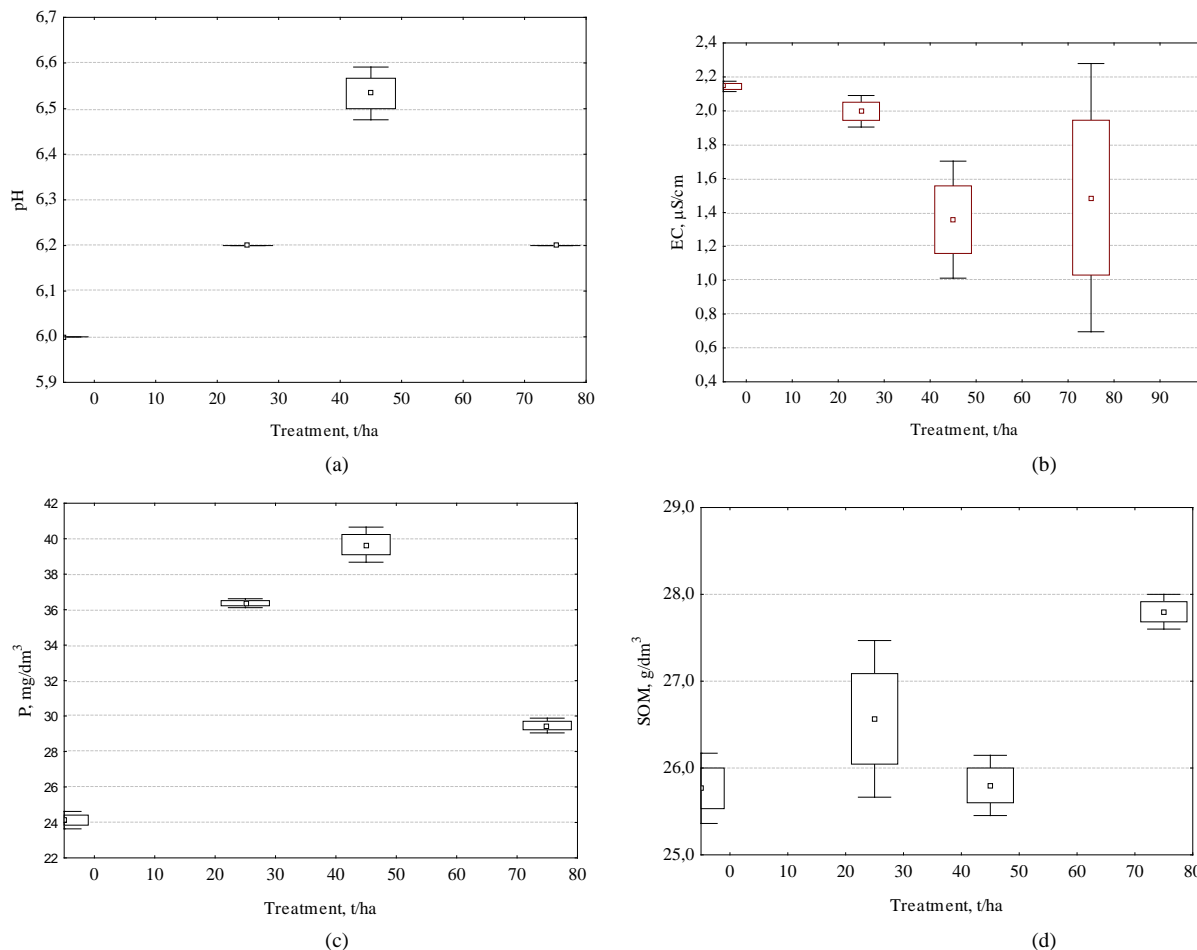 6,7
6,6
6,5
6,4
6,3
6,2
6,1
6,0
5,9
pH
0 10 20 30 40 50 60 70 80
Treatment, t/ha
(a)
2,4
2,2
2,0
1,8
1,6
1,4
1,2
1,0
0,8
0,6
0,4
EC, µS/cm
0 10 20 30 40 50 60 70 80 90
Treatment, t/ha
(b)
42
40
38
36
34
32
30
28
26
24
22
P, mg/dm³
0 10 20 30 40 50 60 70 80
Treatment, t/ha
(c)
29,0
28,0
27,0
26,0
25,0
SOM, g/dm³
0 10 20 30 40 50 60 70 80
Treatment, t/ha
(d)